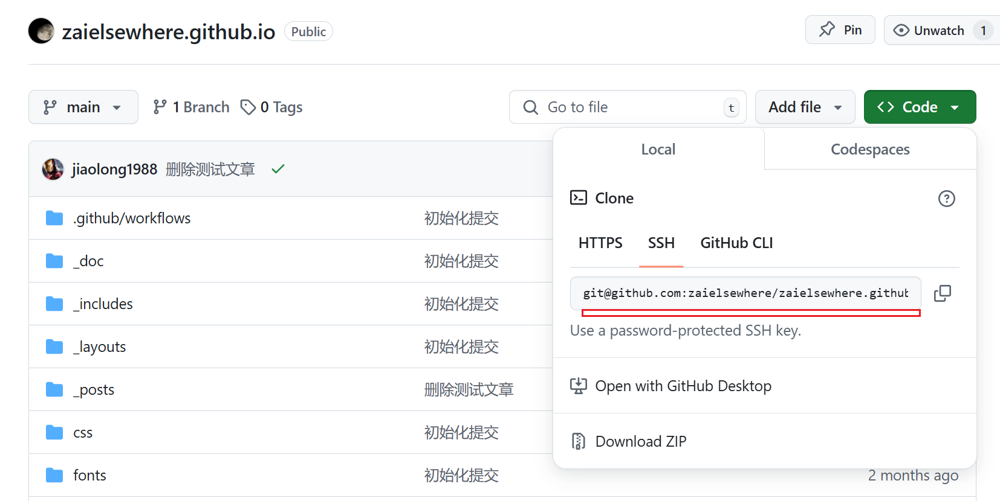 zaielsewhere.github.io Public Pin Unwatch 1
main 1 Branch 0 Tags Go to file t Add file Code
Local Codespaces
jiaolong1988 删除测试文章
Clone
.github/workflows 初始化提交
HTTPS SSH GitHub CLI
_doc 初始化提交
git@github.com:zaielsewhere/zaielsewhere.github
_includes 初始化提交
Use a password-protected SSH key.
_layouts 初始化提交
_posts 删除测试文章
Open with GitHub Desktop
css 初始化提交
Download ZIP
fonts 初始化提交 2 months ago